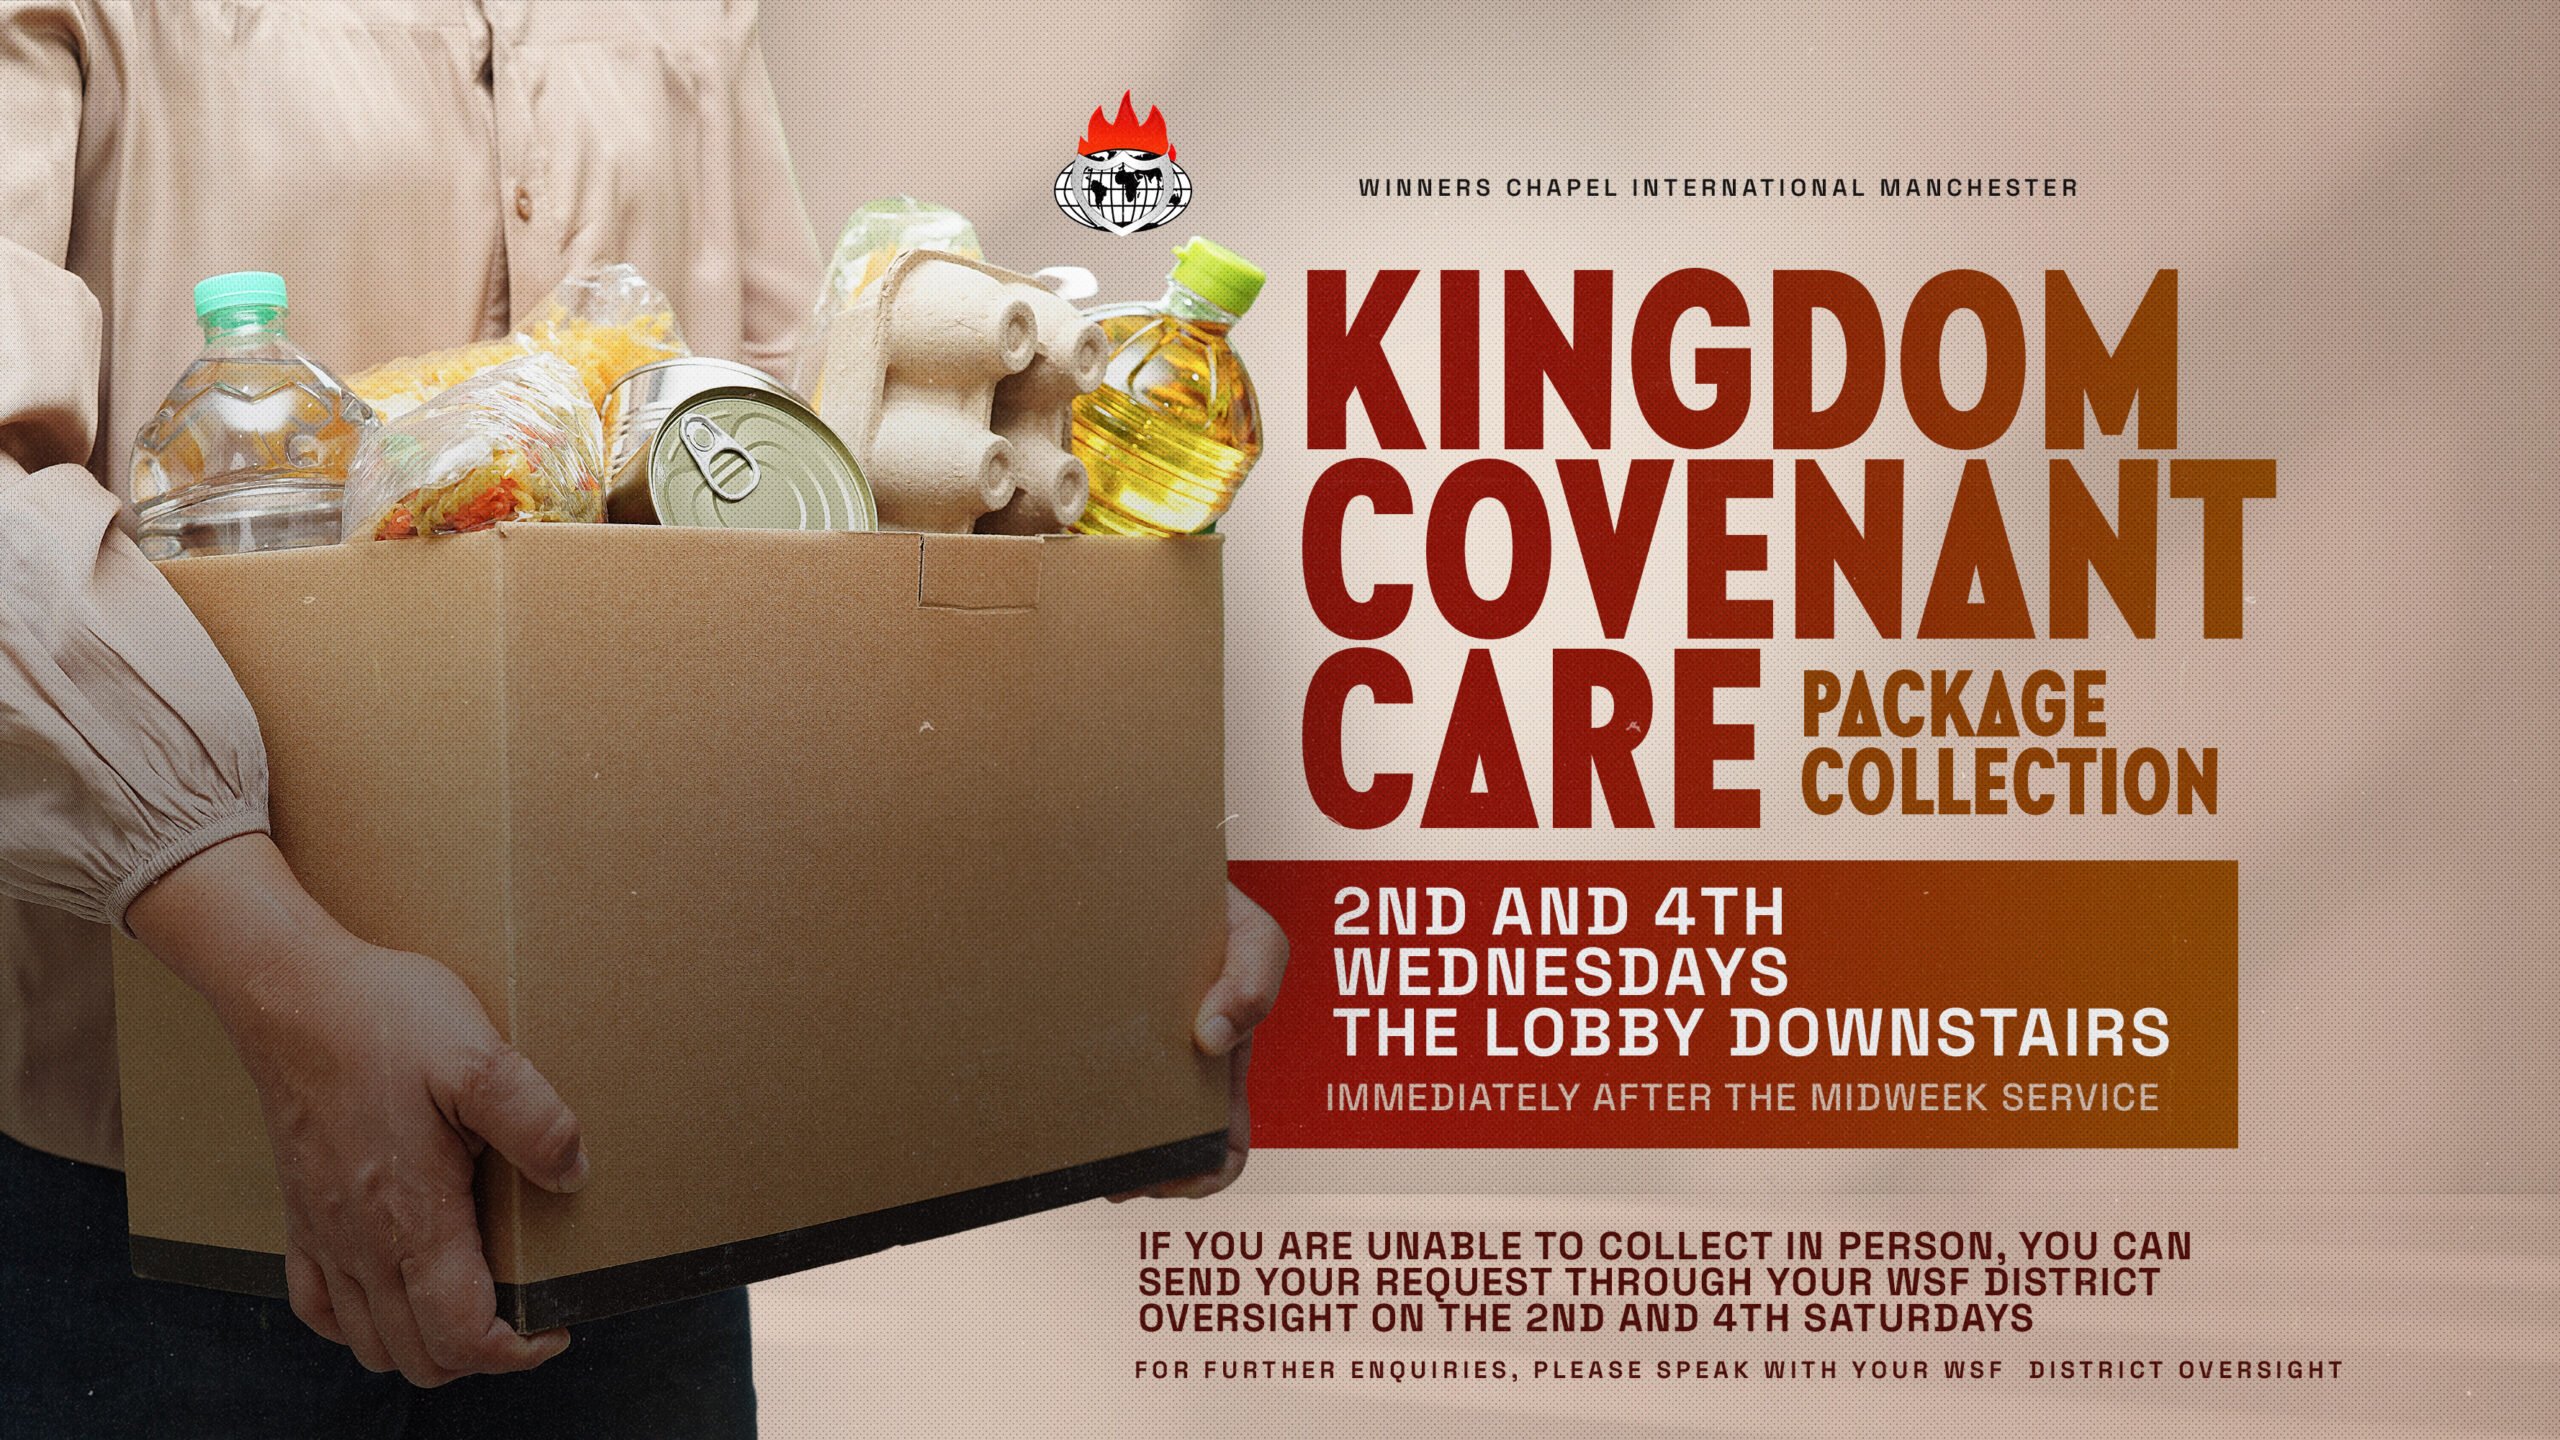 WINNERS CHAPEL INTERNATIONAL MANCHESTER
KINGDOM
COVENANT
CARE
PACKAGE
COLLECTION
2ND AND 4TH
WEDNESDAYS
THE LOBBY DOWNSTAIRS
IMMEDIATELY AFTER THE MIDWEEK SERVICE
IF YOU ARE UNABLE TO COLLECT IN PERSON, YOU CAN
SEND YOUR REQUEST THROUGH YOUR WSF DISTRICT
OVERSIGHT ON THE 2ND AND 4TH SATURDAYS
FOR FURTHER ENQUIRIES, PLEASE SPEAK WITH YOUR WSF DISTRICT OVERSIGHT